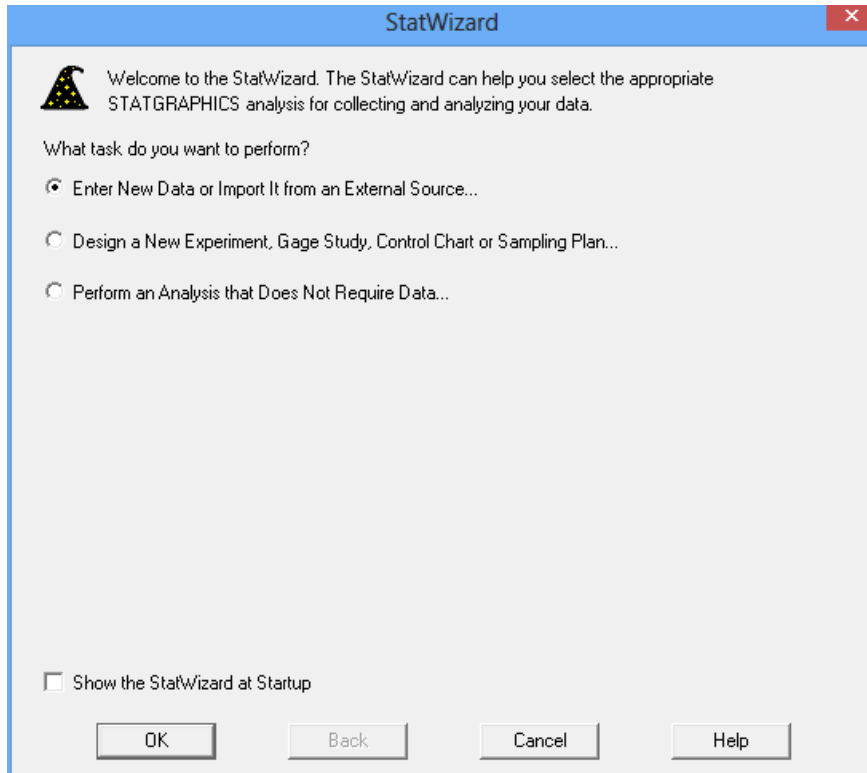 StatWizard
Welcome to the StatWizard. The StatWizard can help you select the appropriate
STATGRAPHICS analysis for collecting and analyzing your data.
What task do you want to perform?
Enter New Data or Import It from an External Source...
Design a New Experiment, Gage Study, Control Chart or Sampling Plan...
Perform an Analysis that Does Not Require Data...
Show the StatWizard at Startup
OK Back Cancel Help